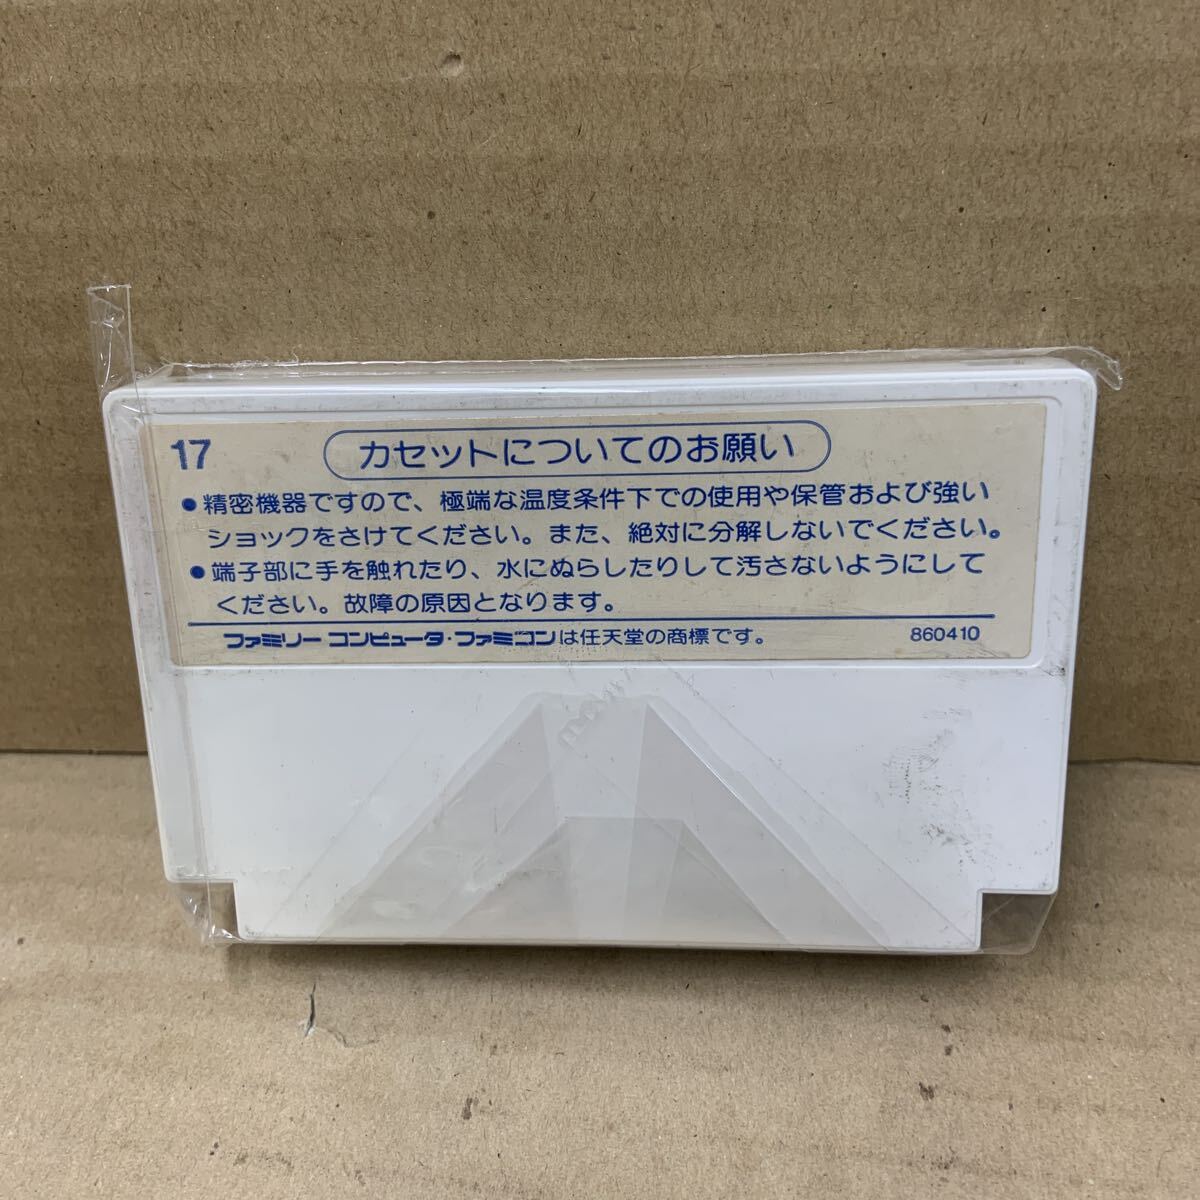 17
カセットについてのお願い
●精密機器ですので、極端な温度条件下での使用や保管および強い
ショックをさけてください。また、絶対に分解しないでください。
●端子部に手を触れたり、水にぬらしたりして汚さないようにして
ください。故障の原因となります。
ファミリーコンピュータ・ファミコンは任天堂の商標です。
860410